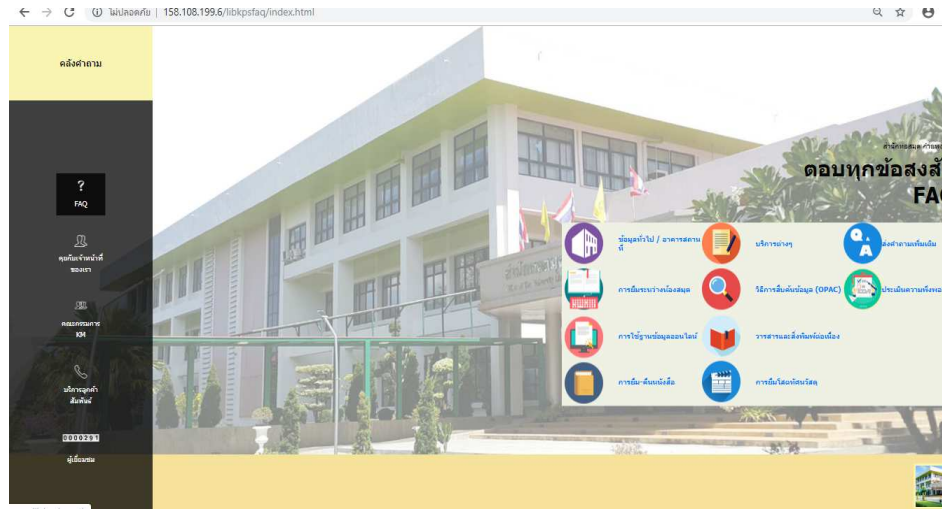 ไม่ปลอดภัย | 158.108.199.6/libkpsfaq/index.html
คลังคำถาม
?
FAQ
คุยกับเจ้าหน้าที่
ของเรา
คณะกรรมการ
KM
บริการลูกค้า
สัมพันธ์
0000291
ผู้เยี่ยมชม
ตอบทุกข้อสงสั
FA
ข้อมูลทั่วไป / อาคารสถาน
ที่
บริการต่างๆ
Q
A
ส่งคำถามเพิ่มเติม
การยืมระหว่างห้องสมุด
วิธีการสืบค้นข้อมูล (OPAC)
ประเมินความพึงพอ
การใช้ฐานข้อมูลออนไลน์
วารสารและสิ่งพิมพ์ต่อเนื่อง
การยืม-คืนหนังสือ
การยืมโสตทัศนวัสดุ